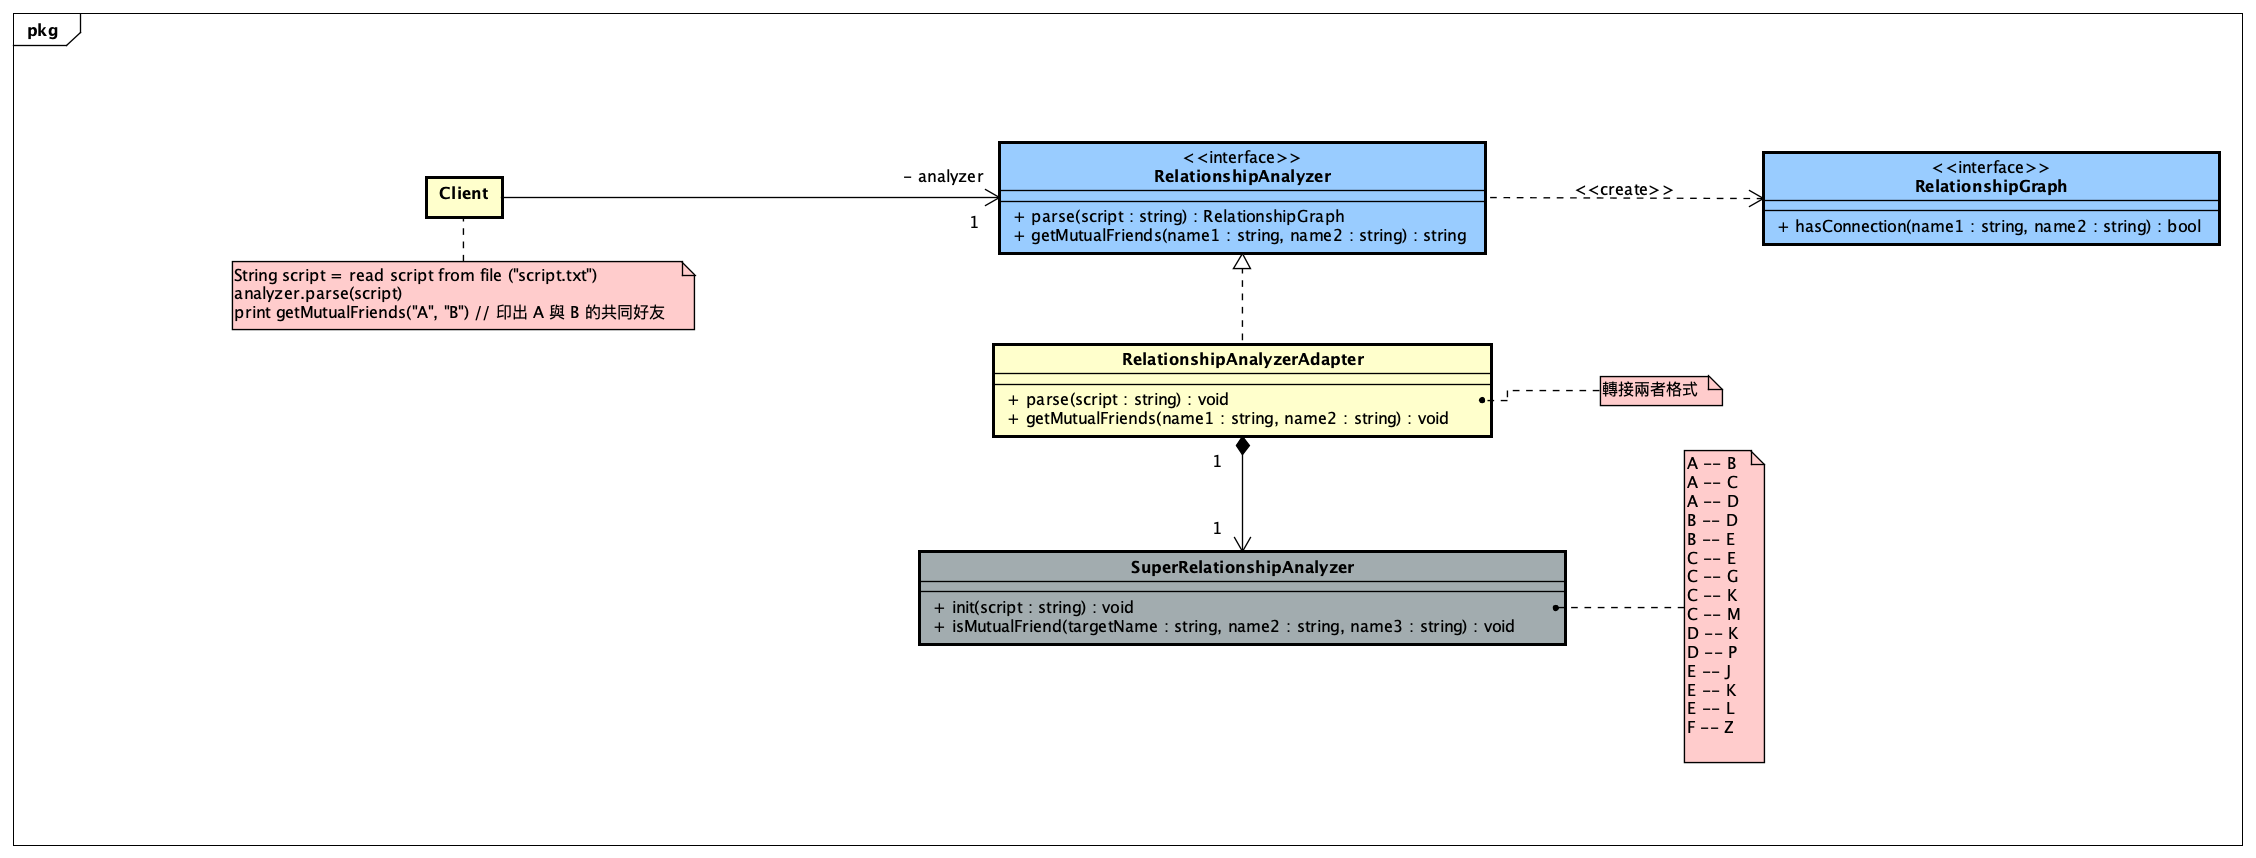 pkg
Client
- analyzer
1
String script = read script from file ("script.txt")
analyzer.parse(script)
print getMutualFriends("A", "B") // 印出 A 與 B 的共同好友
<<interface>>
RelationshipAnalyzer
+ parse(script : string) : RelationshipGraph
+ getMutualFriends(name1 : string, name2 : string) : string
<<create>>
<<interface>>
RelationshipGraph
+ hasConnection(name1 : string, name2 : string) : bool
RelationshipAnalyzerAdapter
+ parse(script : string) : void
+ getMutualFriends(name1 : string, name2 : string) : void
轉接兩者格式
1
1
SuperRelationshipAnalyzer
+ init(script : string) : void
+ isMutualFriend(targetName : string, name2 : string, name3 : string) : void
A -- B
A -- C
A -- D
B -- D
B -- E
C -- E
C -- G
C -- K
C -- M
D -- K
D -- P
E -- J
E -- K
E -- L
F -- Z